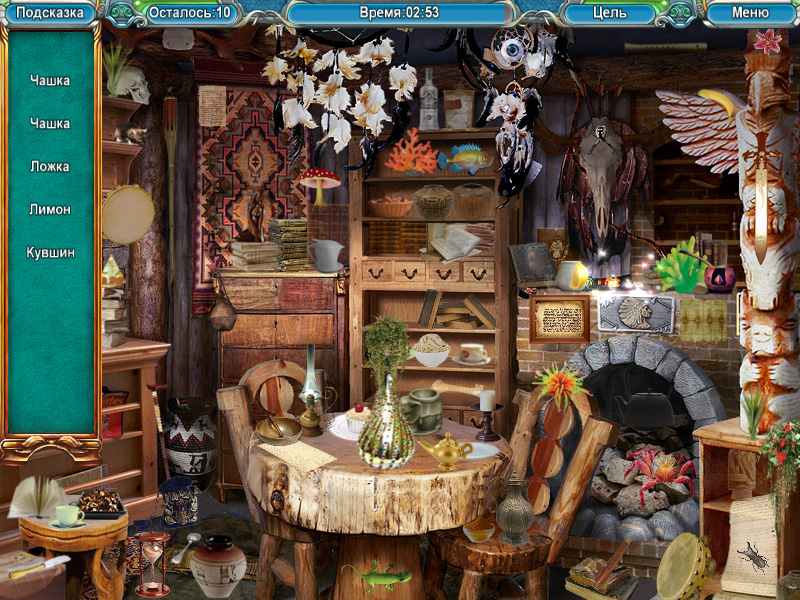 Подсказка
Осталось:10
Время:02:53
Цель
Меню
Чашка
Чашка
Ложка
Лимон
Кувшин